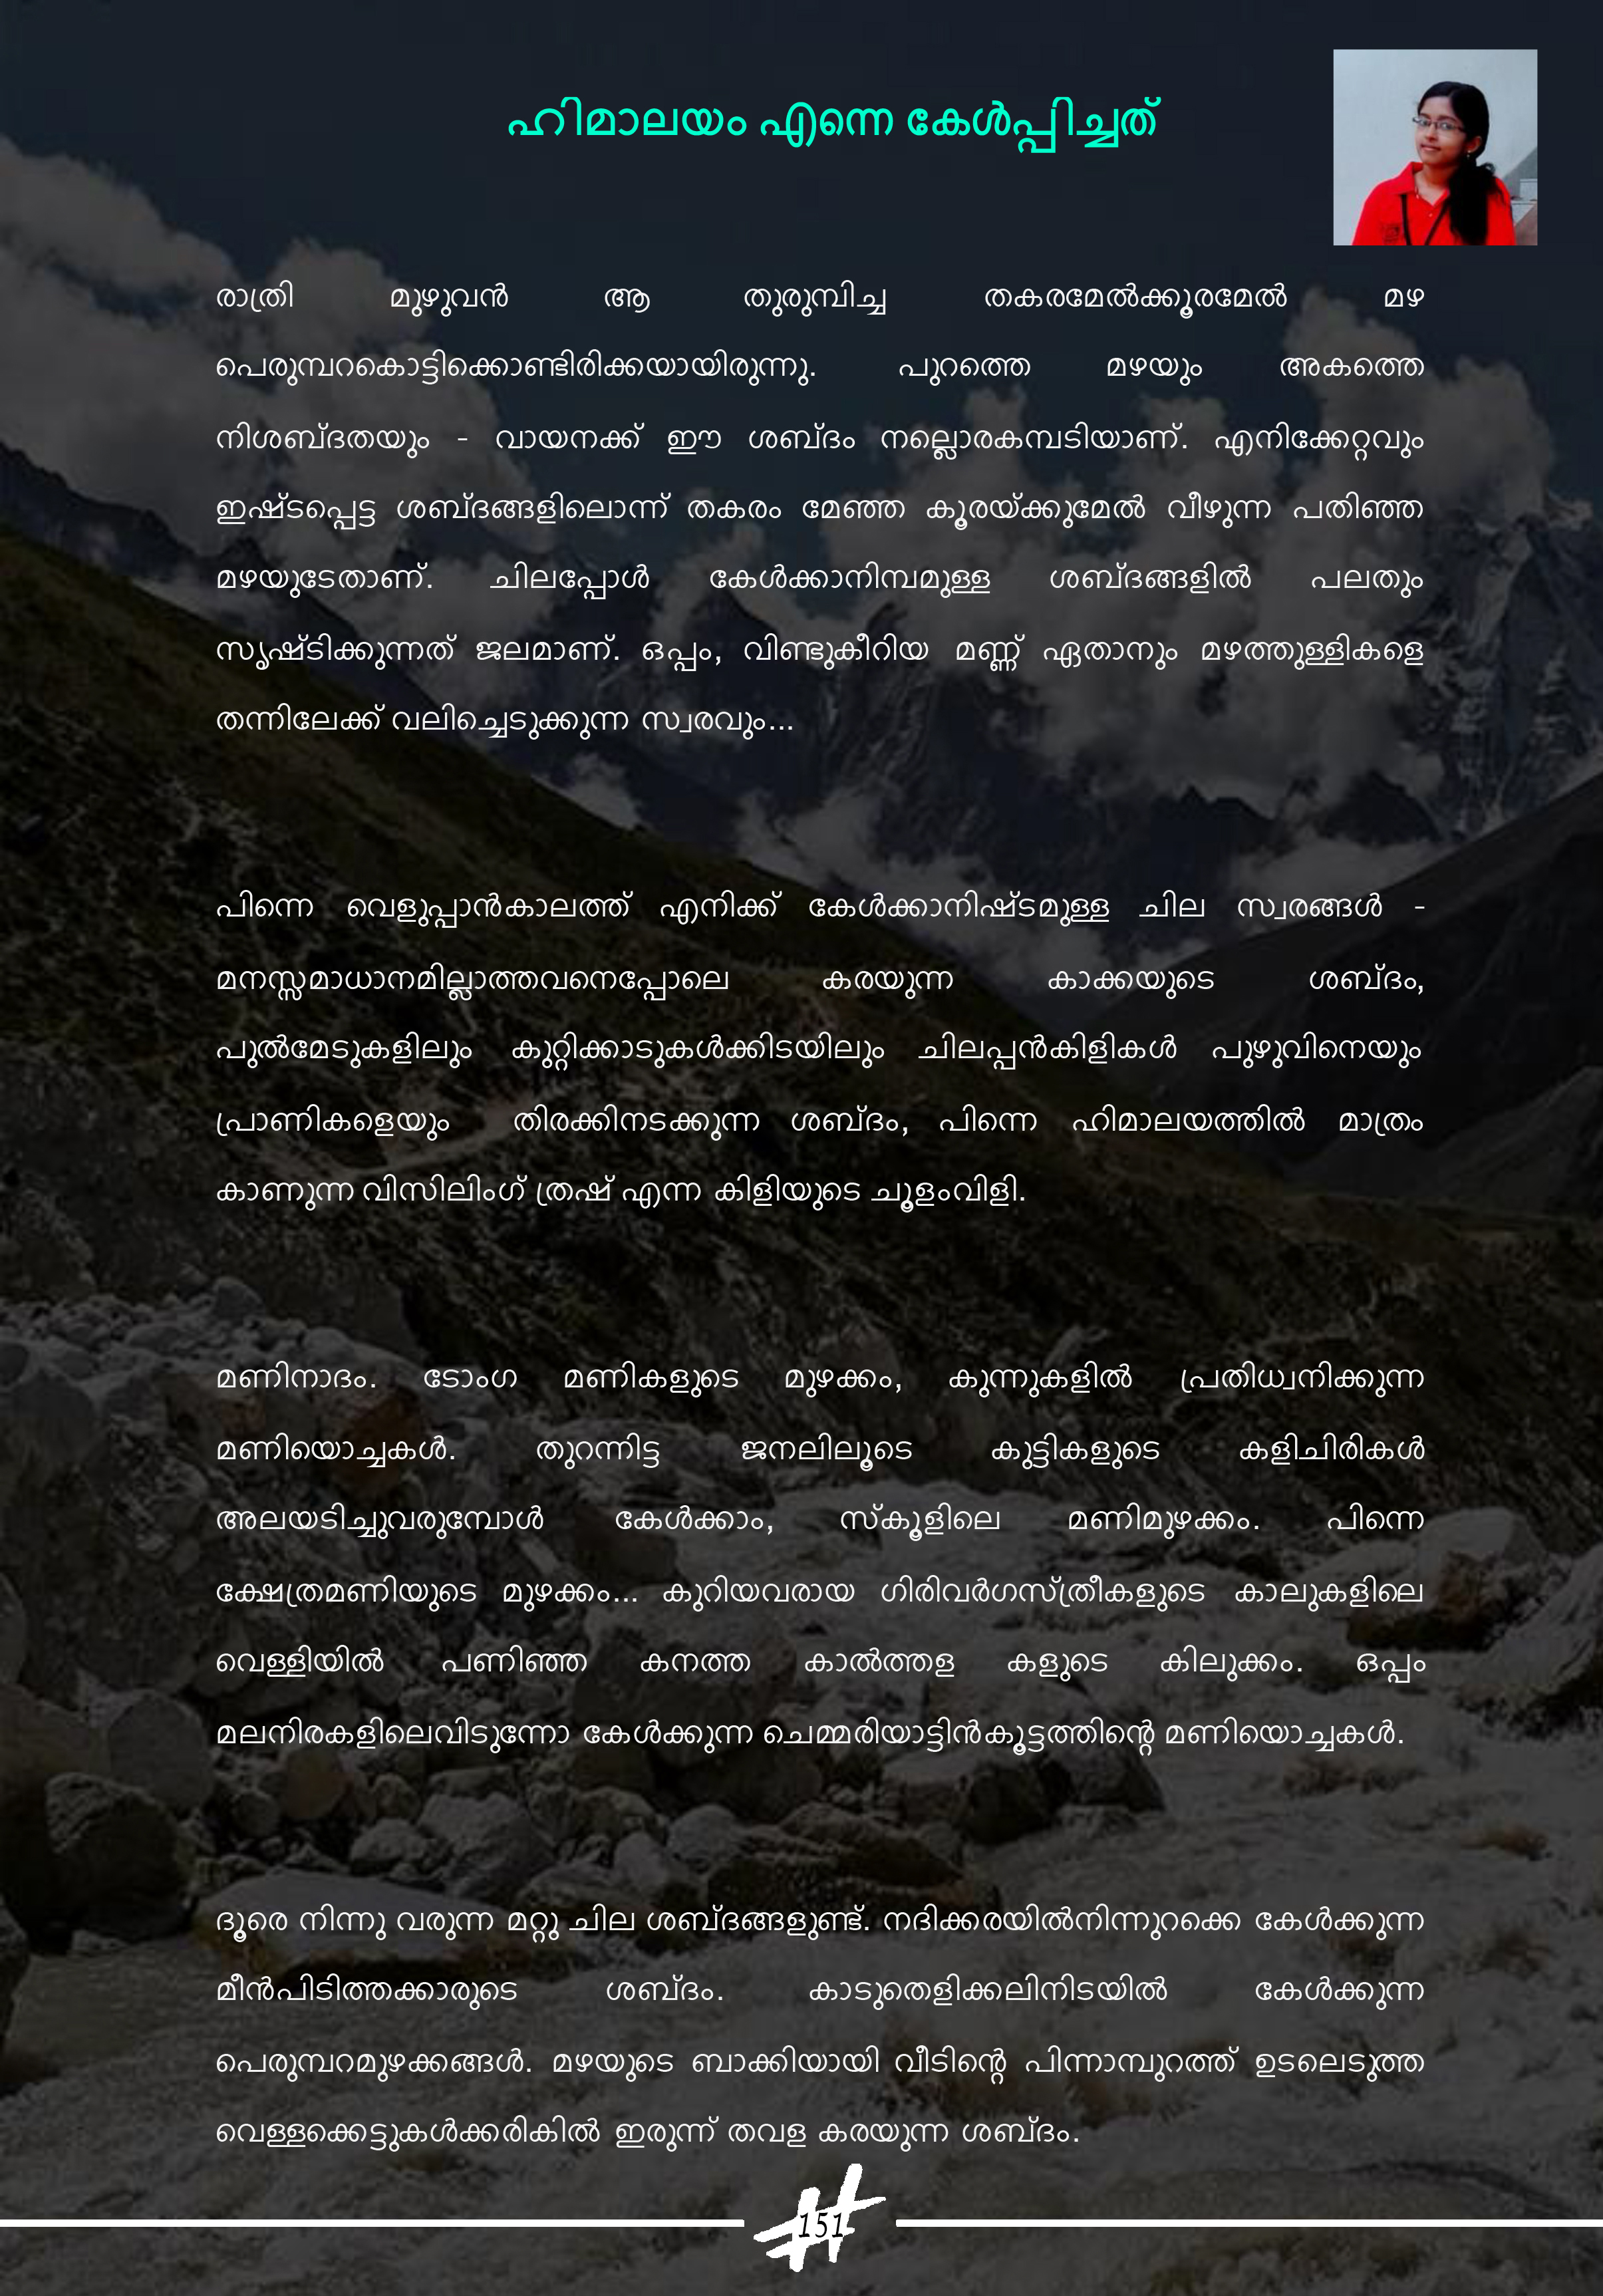 ഹിമാലയം എന്നെ കേൾപ്പിച്ചത്
രാത്രി മുഴുവൻ ആ തുരുമ്പിച്ച തകരമേൽക്കൂരമേൽ മഴ
പെരുമ്പറകൊട്ടിക്കൊണ്ടിരിക്കയായിരുന്നു. പുറത്തെ മഴയും അകത്തെ
നിശബ്ദതയും - വായനക്ക് ഈ ശബ്ദം നല്ലൊരകമ്പടിയാണ്. എനിക്കേറ്റവും
ഇഷ്ടപ്പെട്ട ശബ്ദങ്ങളിലൊന്ന് തകരം മേഞ്ഞ കൂരയ്ക്കുമേൽ വീഴുന്ന പതിഞ്ഞ
മഴയുടേതാണ്. ചിലപ്പോൾ കേൾക്കാനിമ്പമുള്ള ശബ്ദങ്ങളിൽ പലതും
സൃഷ്ടിക്കുന്നത് ജലമാണ്. ഒപ്പം, വിണ്ടുകീറിയ മണ്ണ് ഏതാനും മഴത്തുള്ളികളെ
തന്നിലേക്ക് വലിച്ചെടുക്കുന്ന സ്വരവും...
പിന്നെ വെളുപ്പാൻകാലത്ത് എനിക്ക് കേൾക്കാനിഷ്ടമുള്ള ചില സ്വരങ്ങൾ -
മനസ്സമാധാനമില്ലാത്തവനെപ്പോലെ കരയുന്ന കാക്കയുടെ ശബ്ദം,
പുൽമേടുകളിലും കുറ്റിക്കാടുകൾക്കിടയിലും ചിലപ്പൻകിളികൾ പുഴുവിനെയും
പ്രാണികളെയും തിരക്കിനടക്കുന്ന ശബ്ദം, പിന്നെ ഹിമാലയത്തിൽ മാത്രം
കാണുന്ന വിസിലിംഗ് ത്രഷ് എന്ന കിളിയുടെ ചൂളംവിളി.
മണിനാദം. ടോംഗ മണികളുടെ മുഴക്കം, കുന്നുകളിൽ പ്രതിധ്വനിക്കുന്ന
മണിയൊച്ചകൾ. തുറന്നിട്ട ജനലിലൂടെ കുട്ടികളുടെ കളിചിരികൾ
അലയടിച്ചുവരുമ്പോൾ കേൾക്കാം, സ്കൂളിലെ മണിമുഴക്കം. പിന്നെ
ക്ഷേത്രമണിയുടെ മുഴക്കം... കുറിയവരായ ഗിരിവർഗസ്ത്രീകളുടെ കാലുകളിലെ
വെള്ളിയിൽ പണിഞ്ഞ കനത്ത കാൽത്തള കളുടെ കിലുക്കം. ഒപ്പം
മലനിരകളിലെവിടുന്നോ കേൾക്കുന്ന ചെമ്മരിയാട്ടിൻകൂട്ടത്തിന്റെ മണിയൊച്ചകൾ.
ദൂരെ നിന്നു വരുന്ന മറ്റു ചില ശബ്ദങ്ങളുണ്ട്. നദിക്കരയിൽനിന്നുറക്കെ കേൾക്കുന്ന
മീൻപിടിത്തക്കാരുടെ ശബ്ദം. കാടുതെളിക്കലിനിടയിൽ കേൾക്കുന്ന
പെരുമ്പറമുഴക്കങ്ങൾ. മഴയുടെ ബാക്കിയായി വീടിന്റെ പിന്നാമ്പുറത്ത് ഉടലെടുത്ത
വെള്ളക്കെട്ടുകൾക്കരികിൽ ഇരുന്ന് തവള കരയുന്ന ശബ്ദം.
151